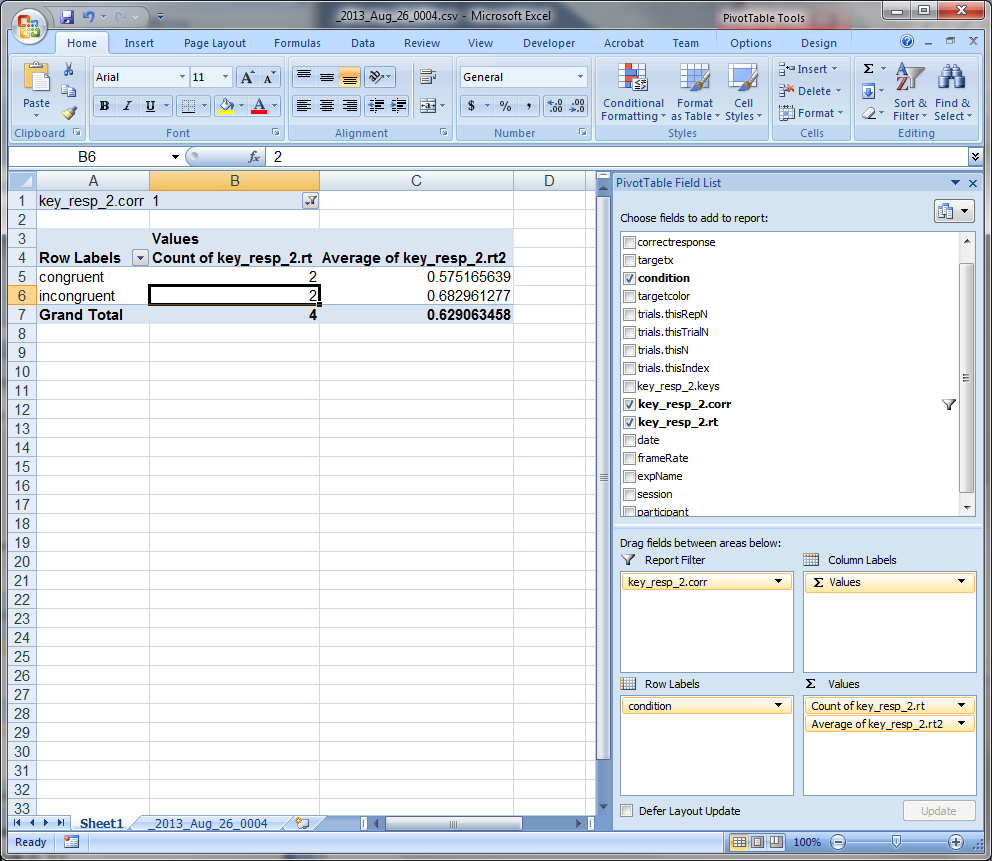 _2013_Aug_26_0004.csv - Microsoft Excel PivotTable Tools
Home Insert Page Layout Formulas Data Review View Developer Acrobat Team Options Design
Paste
Clipboard
Arial 11
B I U
Font
Alignment
General
$ % ,
Number
Conditional Formatting
Format as Table
Cell Styles
Styles
Insert
Delete
Format
Cells
Σ
Sort & Filter
Find & Select
Editing
B6 fx 2
A B C D
1 key_resp_2.corr 1
2
3 Values
4 Row Labels Count of key_resp_2.rt Average of key_resp_2.rt2
5 congruent 2 0.575165639
6 incongruent 2 0.682961277
7 Grand Total 4 0.629063458
8
9
10
11
12
13
14
15
16
17
18
19
20
21
22
23
24
25
26
27
28
29
30
31
32
33
PivotTable Field List
Choose fields to add to report:
correctresponse
targetx
condition
targetcolor
trials.thisRepN
trials.thisTrialN
trials.thisN
trials.thisIndex
key_resp_2.keys
key_resp_2.corr
key_resp_2.rt
date
frameRate
expName
session
participant
Drag fields between areas below:
Report Filter Column Labels
key_resp_2.corr Σ Values
Row Labels Σ Values
condition Count of key_resp_2.rt
Average of key_resp_2.rt2
Defer Layout Update Update
Sheet1 _2013_Aug_26_0004
Ready 100%